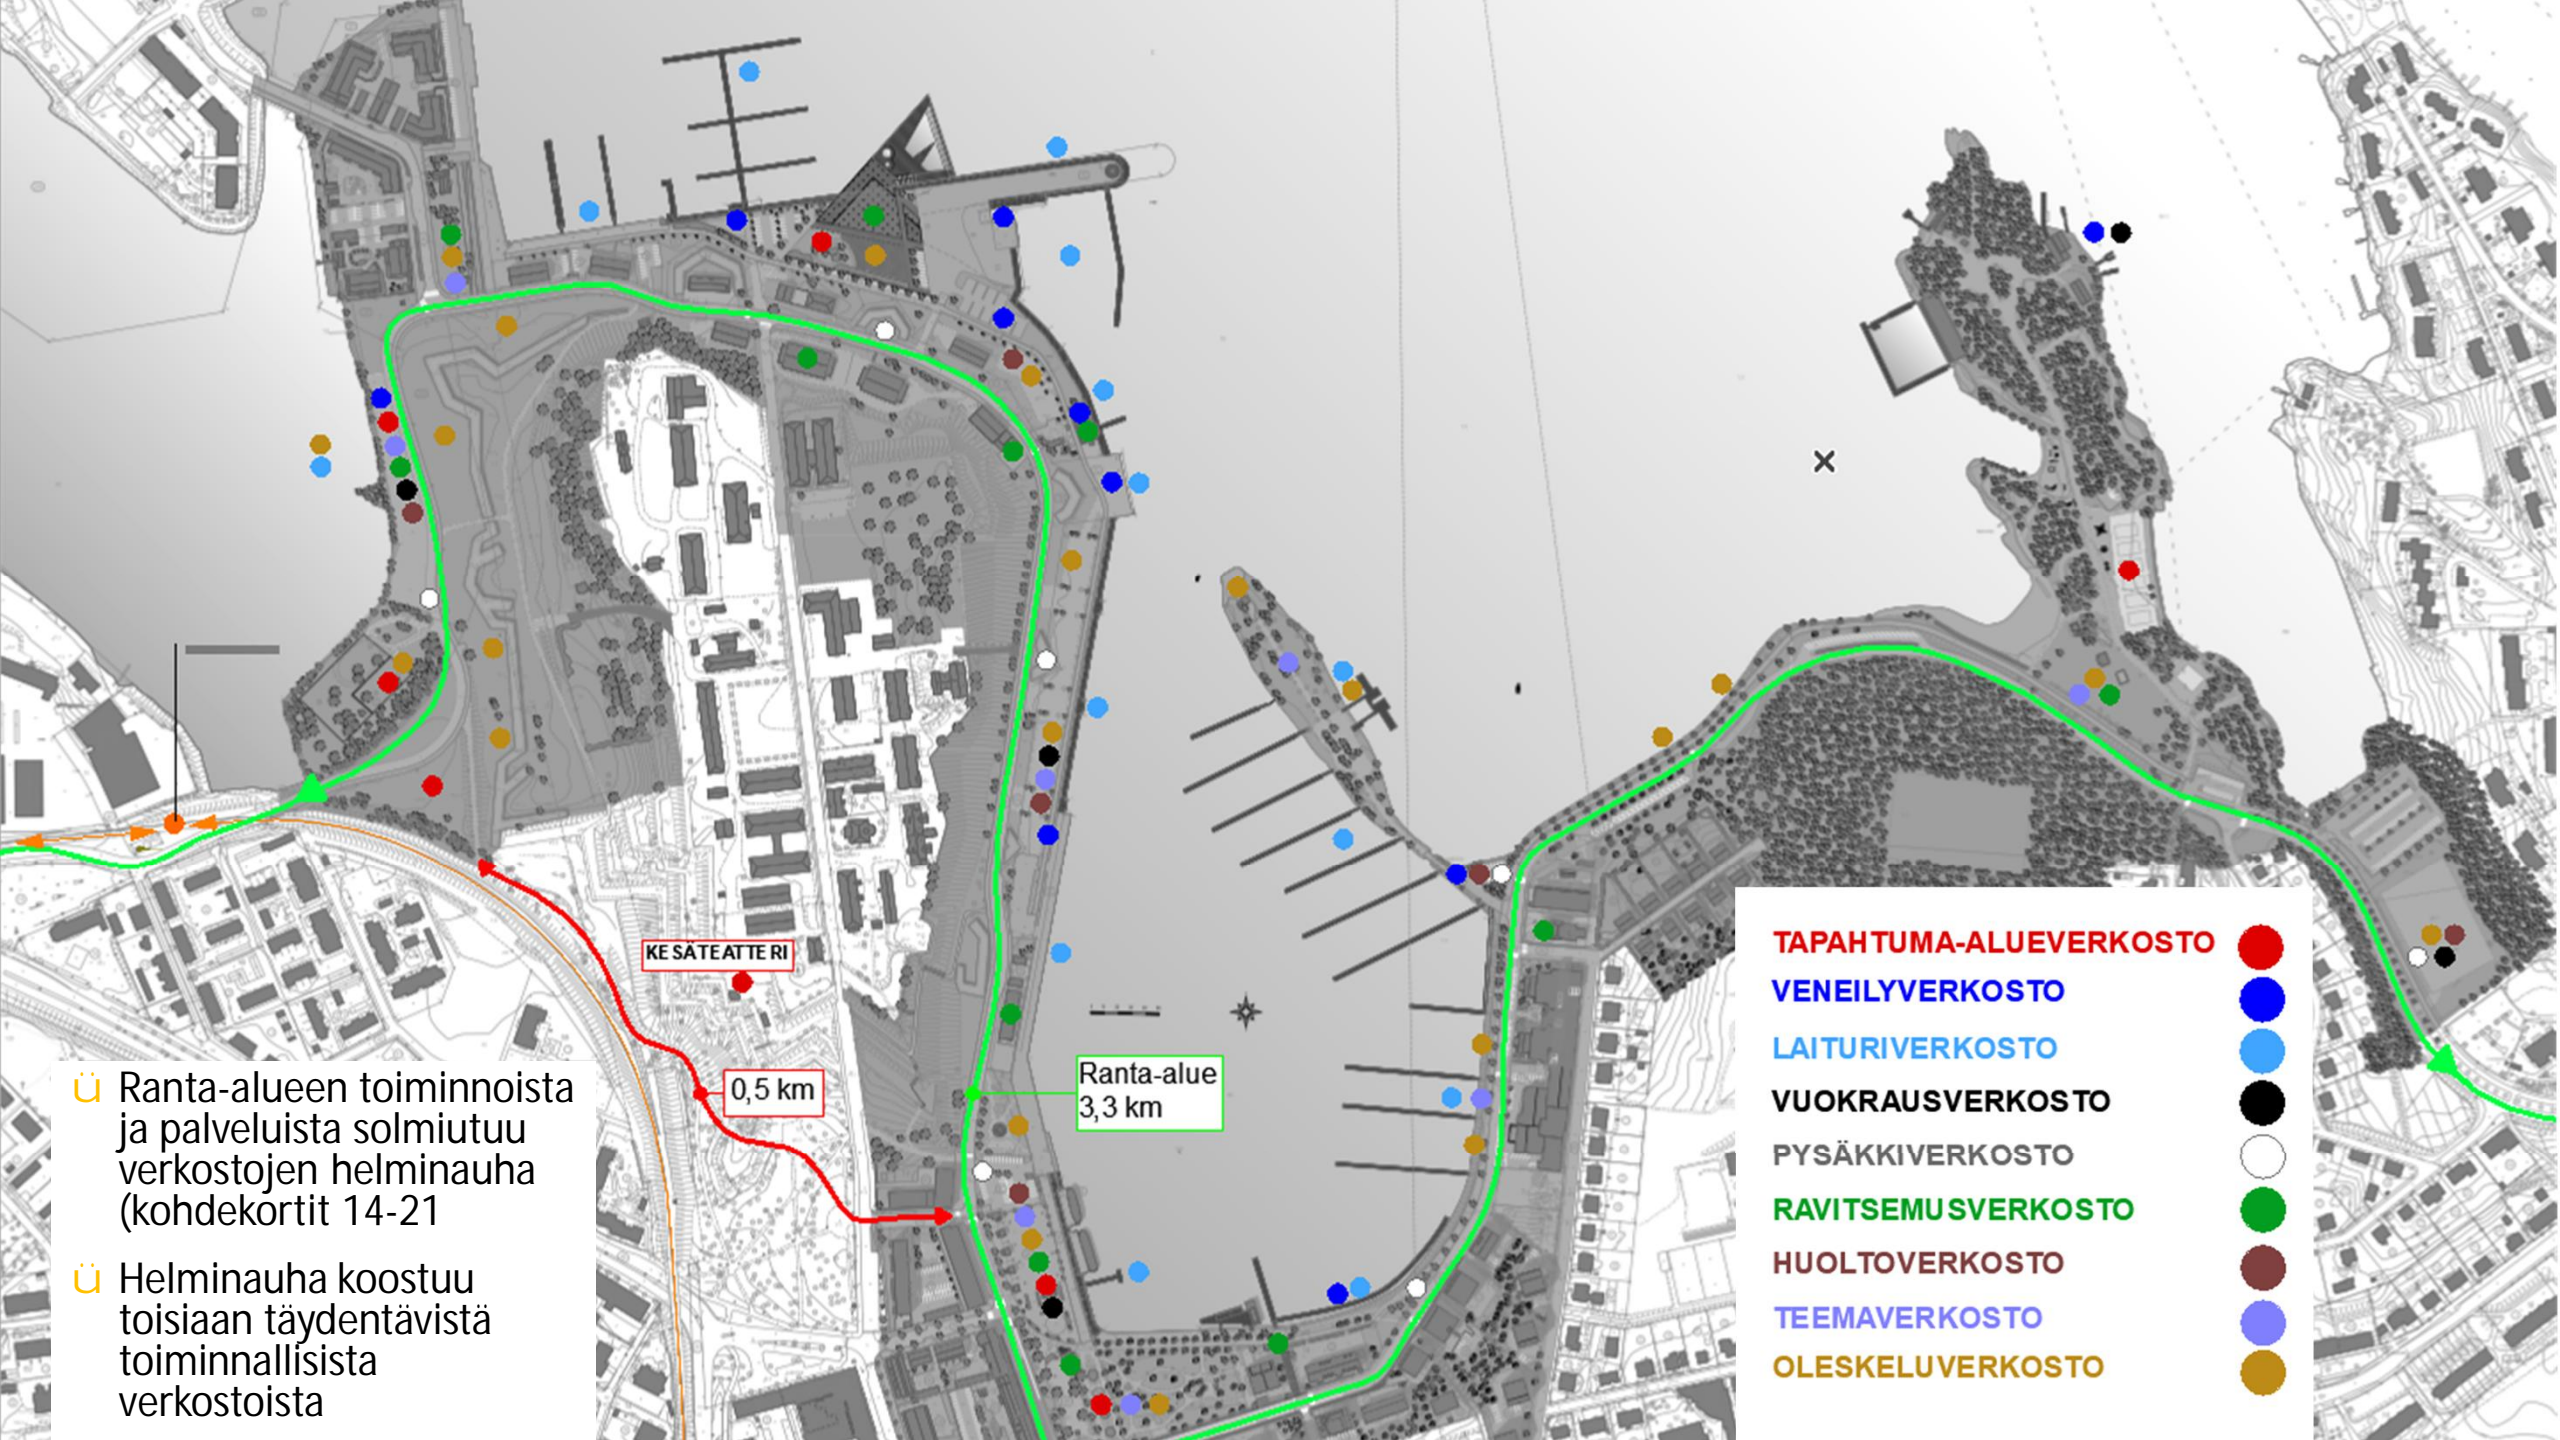 KESÄTEATTERI
0,5 km
Ranta-alue
3,3 km
ü Ranta-alueen toiminnoista
ja palveluista solmiutuu
verkostojen helminauha
(kohdekortit 14-21
ü Helminauha koostuu
toisiaan täydentävistä
toiminnallisista
verkostoista
TAPAHTUMA-ALUEVERKOSTO
VENEILYVERKOSTO
LAITURIVERKOSTO
VUOKRAUSVERKOSTO
PYSÄKKIVERKOSTO
RAVITSEMUSVERKOSTO
HUOLTOVERKOSTO
TEEMAVERKOSTO
OLESKELUVERKOSTO